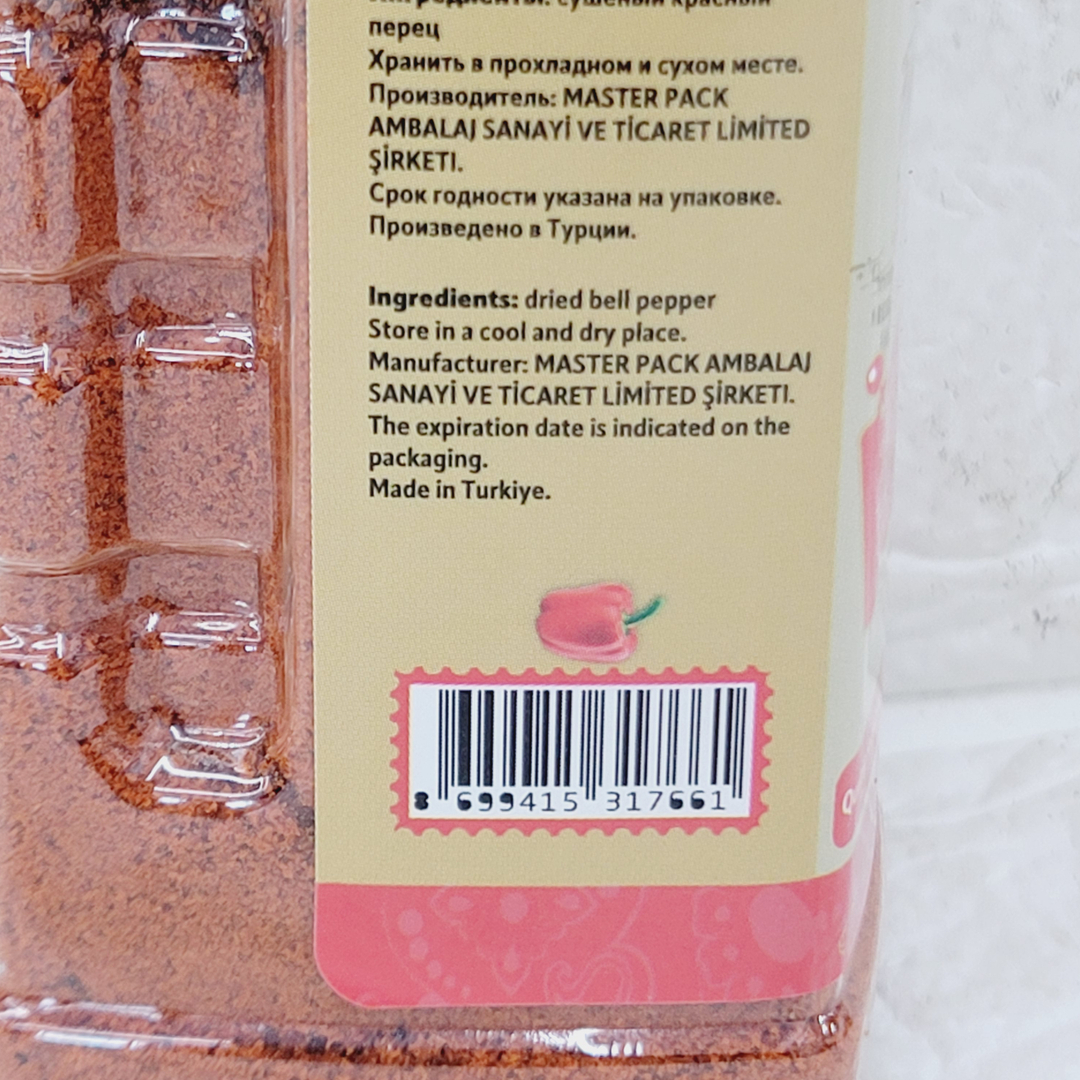 Ингредиенты: сушеный красный
перец
Хранить в прохладном и сухом месте.
Производитель: MASTER PACK
AMBALAJ SANAYİ VE TİCARET LİMİTED
ŞİRKETI.
Срок годности указана на упаковке.
Произведено в Турции.
Ingredients: dried bell pepper
Store in a cool and dry place.
Manufacturer: MASTER PACK AMBALAJ
SANAYİ VE TİCARET LİMİTED ŞİRKETI.
The expiration date is indicated on the
packaging.
Made in Turkiye.
8 699415 317661